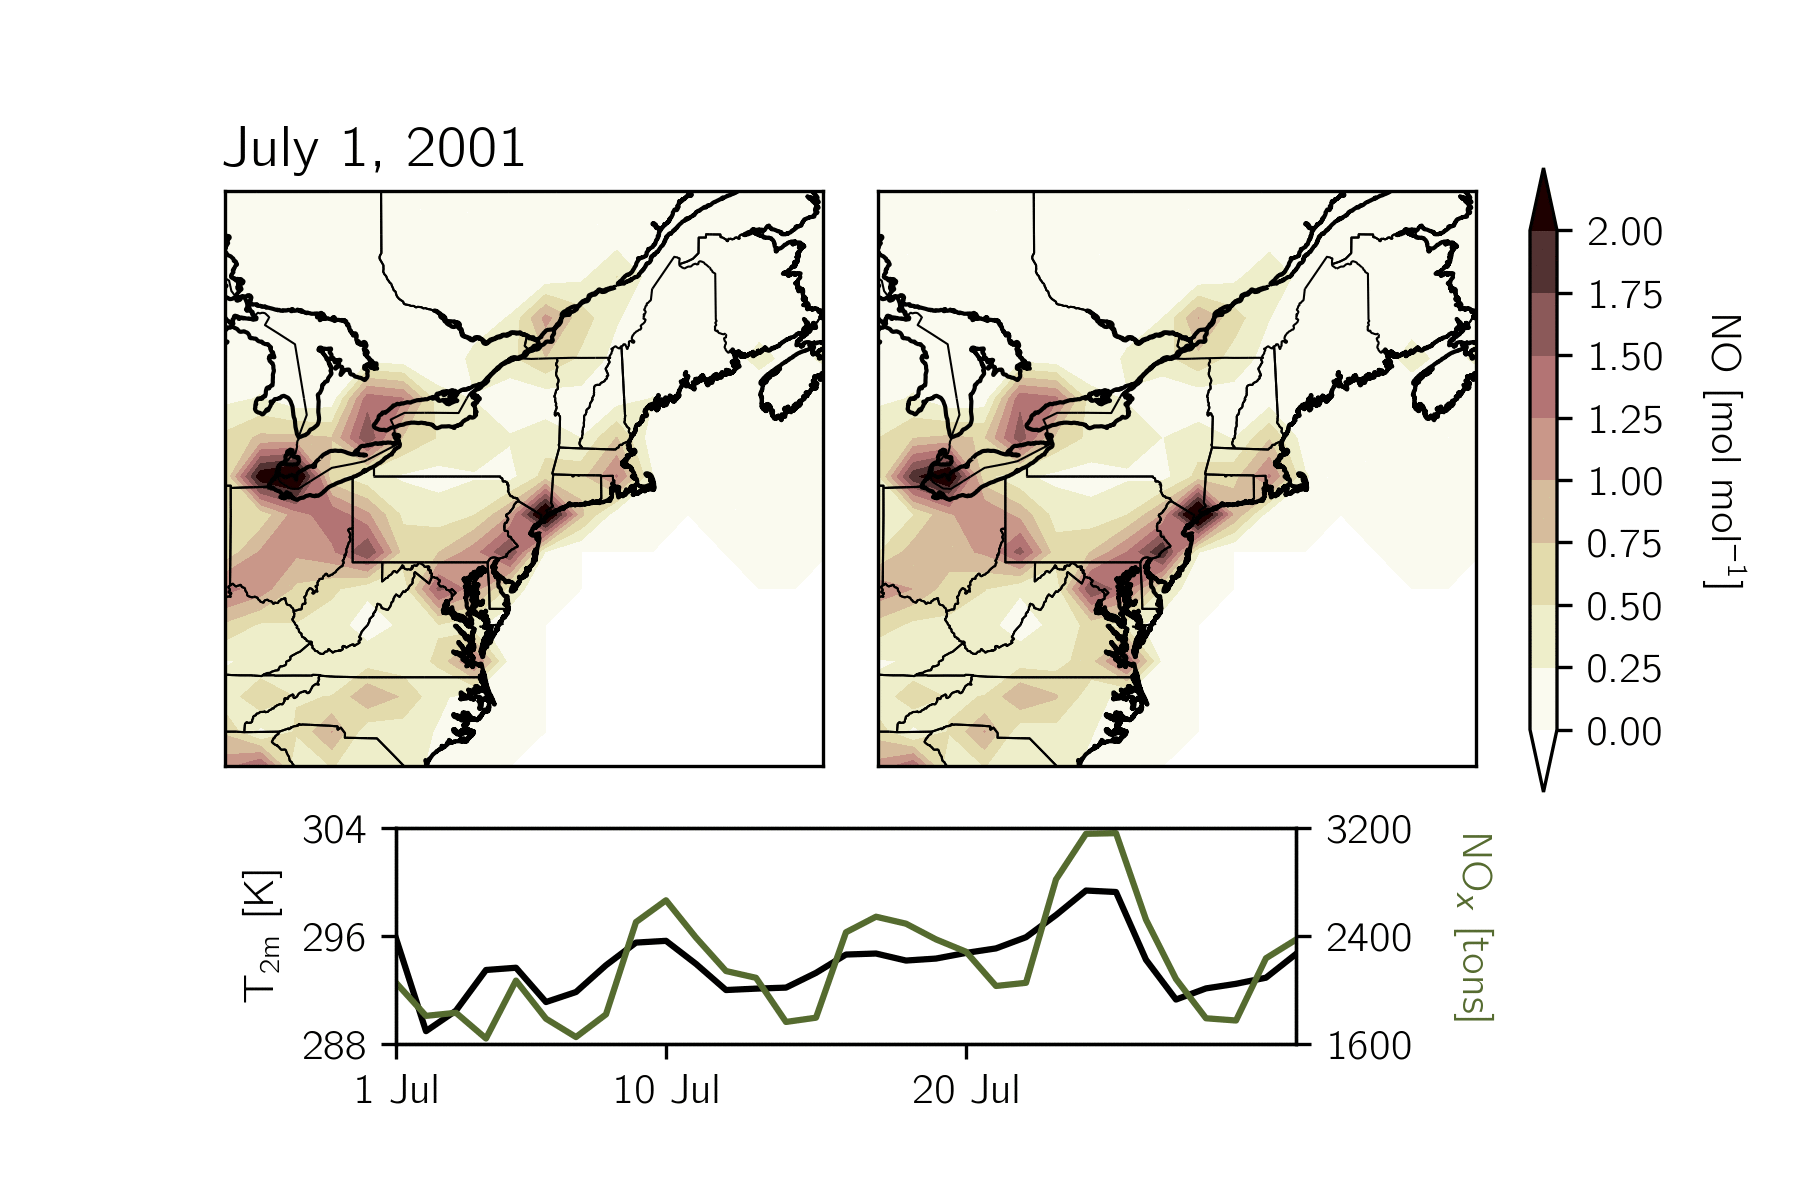 July 1, 2001
2.00
1.75
1.50
1.25
1.00
0.75
0.50
0.25
0.00
NO [mol mol⁻¹]
304
296
288
T₂ₘ [K]
3200
2400
1600
NOₓ [tons]
1 Jul
10 Jul
20 Jul